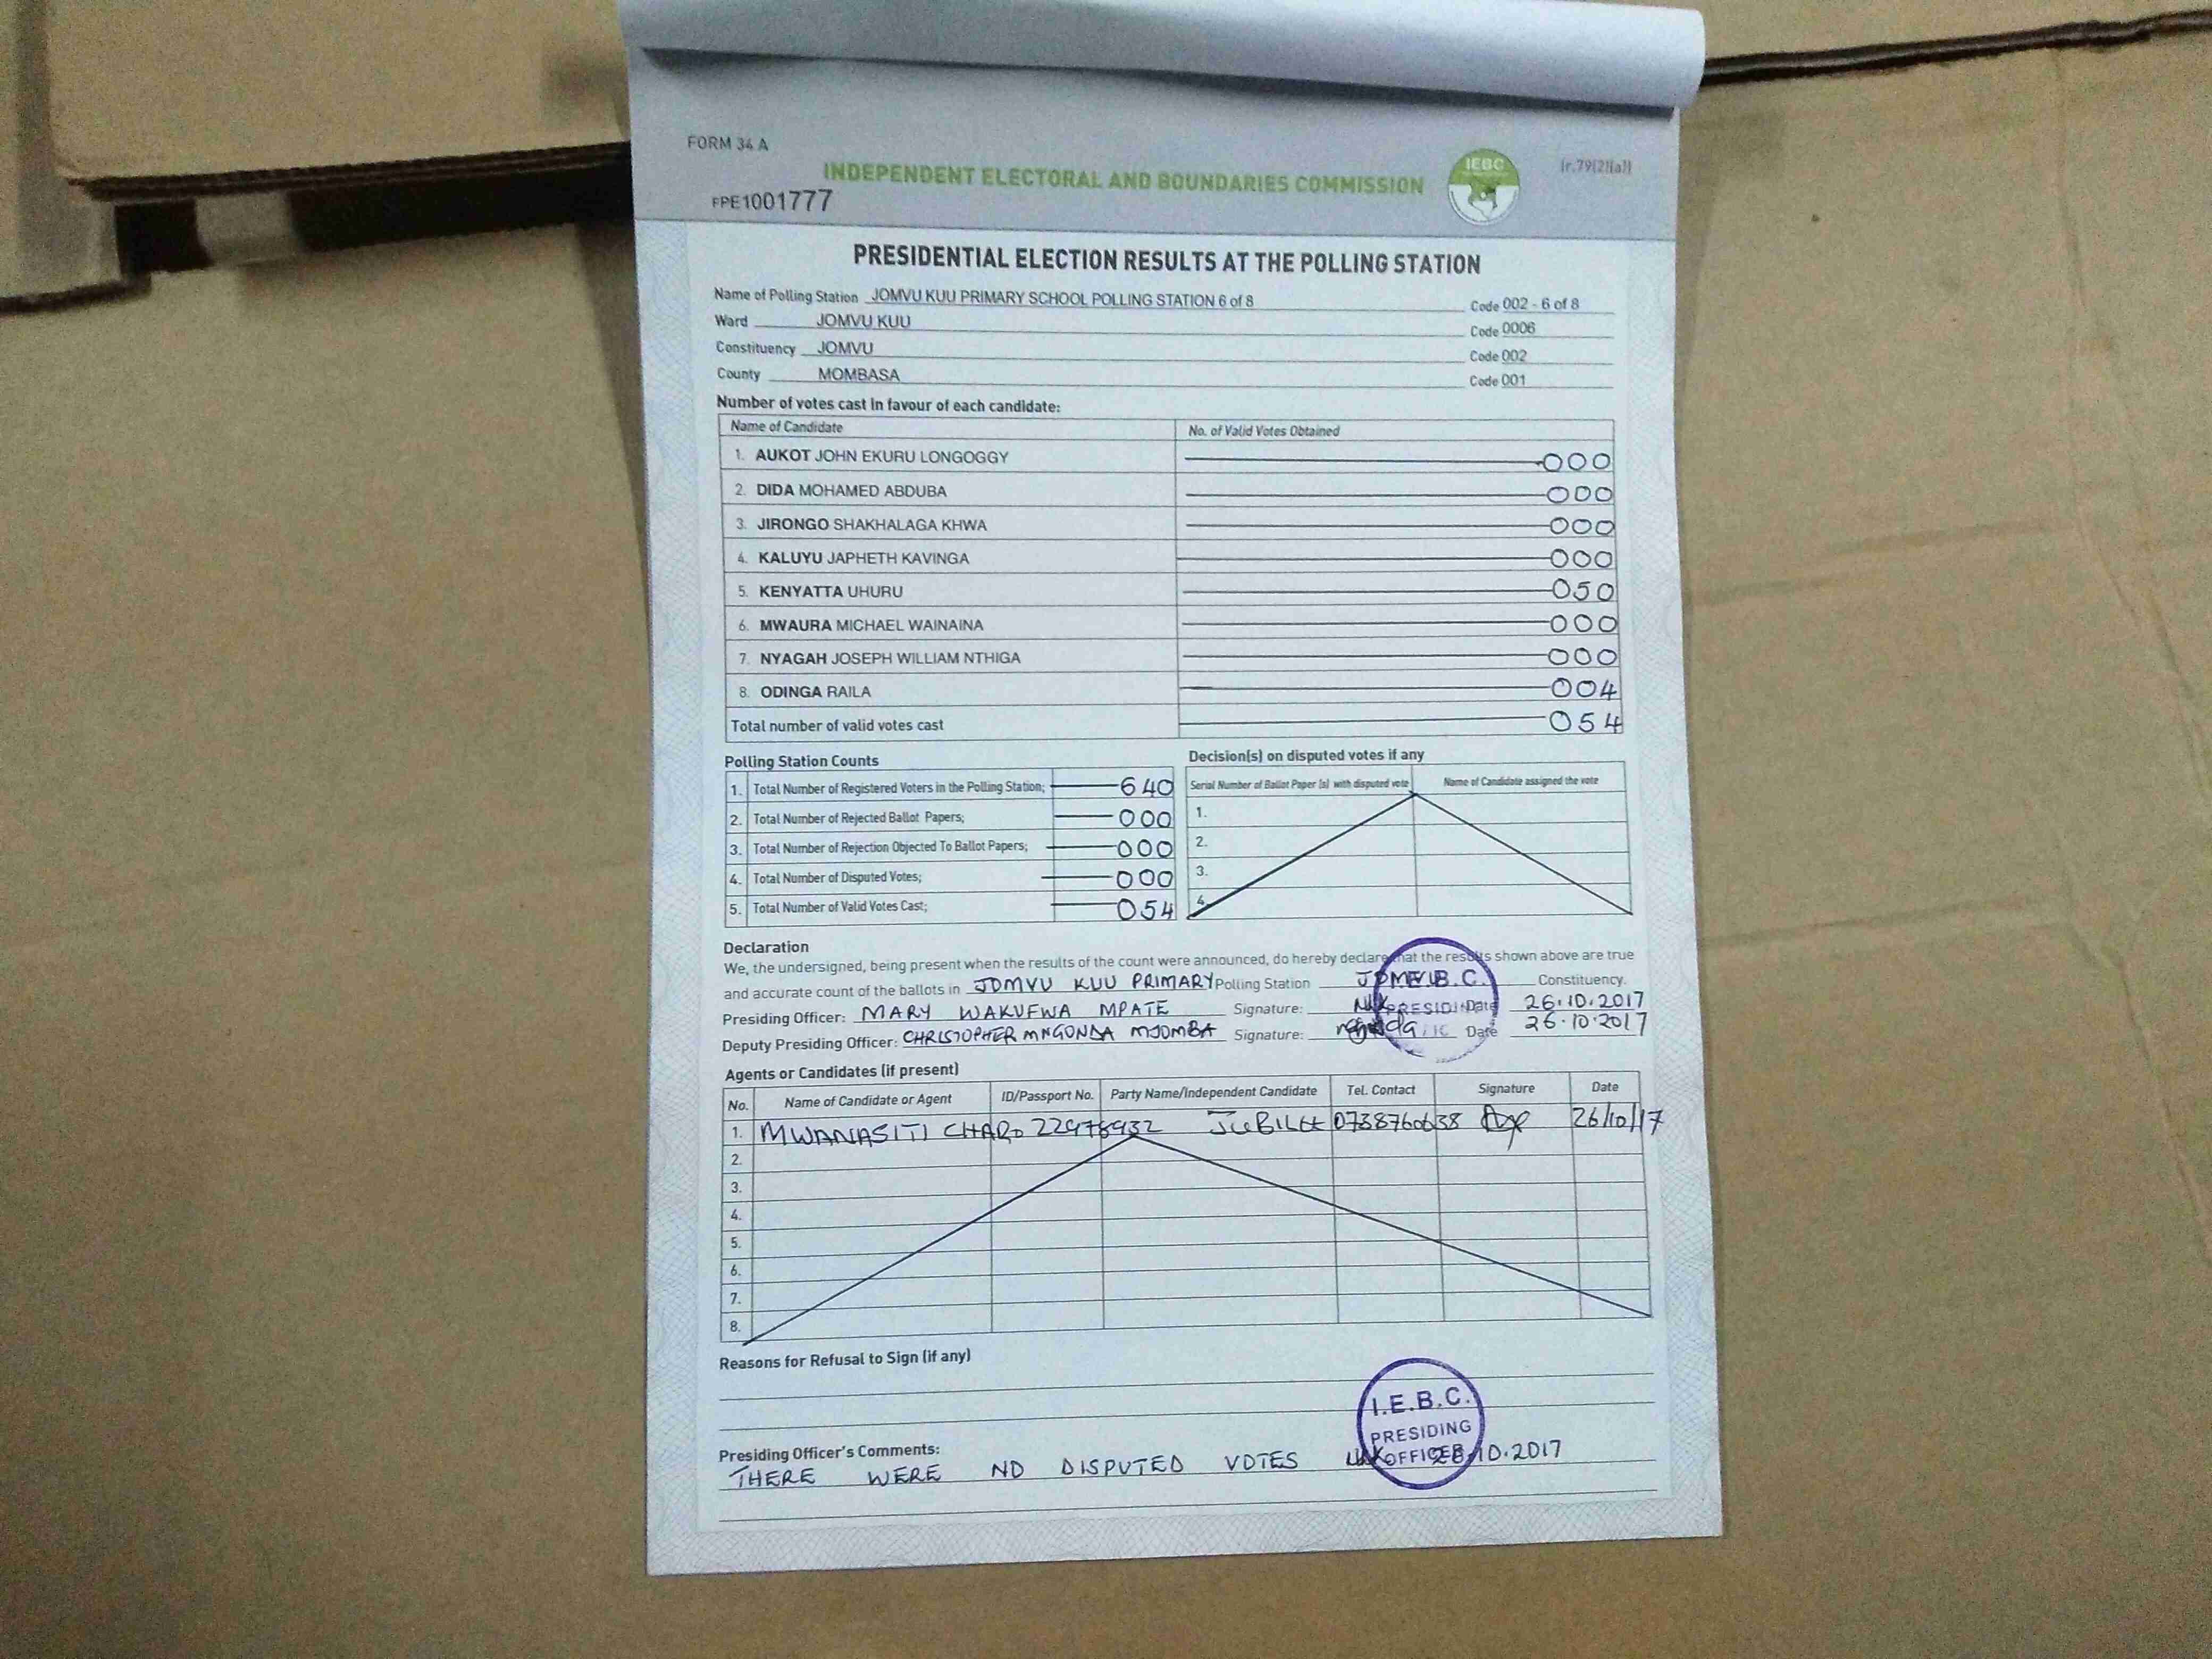 FORM 34 A
(r.79(2)(a))
INDEPENDENT ELECTORAL AND BOUNDARIES COMMISSION
IEBC
FPE1001777
PRESIDENTIAL ELECTION RESULTS AT THE POLLING STATION
Name of Polling Station JOMVU KUU PRIMARY SCHOOL POLLING STATION 6 of 8 Code 002 - 6 of 8
Ward JOMVU KUU Code 0006
Constituency JOMVU Code 002
County MOMBASA Code 001
Number of votes cast in favour of each candidate:
Name of Candidate No. of Valid Votes Obtained
1. AUKOT JOHN EKURU LONGOGGY 000
2. DIDA MOHAMED ABDUBA 000
3. JIRONGO SHAKHALAGA KHWA 000
4. KALUYU JAPHETH KAVINGA 000
5. KENYATTA UHURU 050
6. MWAURA MICHAEL WAINAINA 000
7. NYAGAH JOSEPH WILLIAM NTHIGA 000
8. ODINGA RAILA 004
Total number of valid votes cast 054
Polling Station Counts
1. Total Number of Registered Voters in the Polling Station; 640
2. Total Number of Rejected Ballot Papers; 000
3. Total Number of Rejection Objected To Ballot Papers; 000
4. Total Number of Disputed Votes; 000
5. Total Number of Valid Votes Cast; 054
Decision(s) on disputed votes if any
Serial Number of Ballot Paper (s) with disputed vote Name of Candidate assigned the vote
1.
2.
3.
4.
Declaration
We, the undersigned, being present when the results of the count were announced, do hereby declare that the results shown above are true
and accurate count of the ballots in JOMVU KUU PRIMARY Polling Station Constituency.
Presiding Officer: MARY WAKUFWA MPATE Signature: Date 26.10.2017
Deputy Presiding Officer: CHRISTOPHER MNGONDA MJOMBA Signature: Date 26.10.2017
Agents or Candidates (if present)
No. Name of Candidate or Agent ID/Passport No. Party Name/Independent Candidate Tel. Contact Signature Date
1. MWANASITI CHARO 22978932 JUBILEE 0738760638 26/10/17
2.
3.
4.
5.
6.
7.
8.
Reasons for Refusal to Sign (if any)
I.E.B.C.
PRESIDING
OFFICER
Presiding Officer's Comments:
THERE WERE NO DISPUTED VOTES 26.10.2017